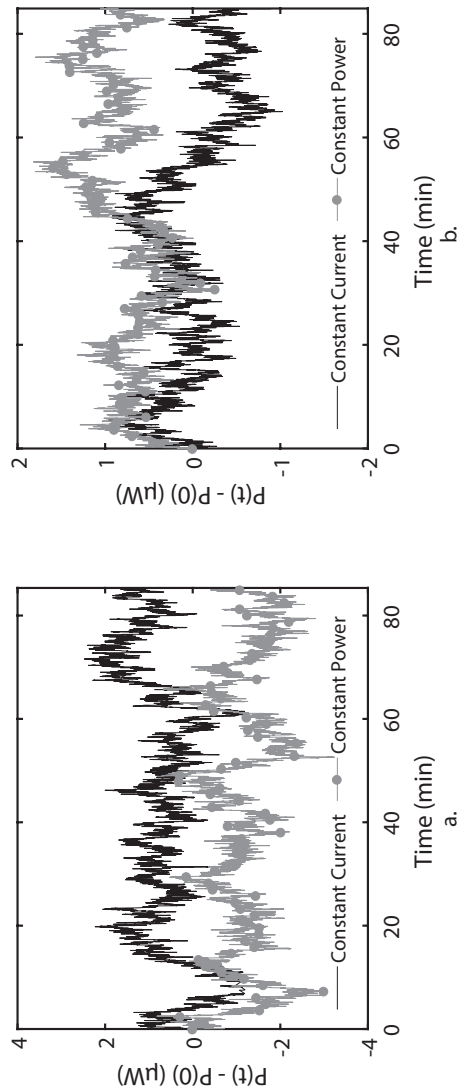 4
2
0
-2
-4
P(t) - P(0) (µW)
0
20
40
60
80
Constant Current
Constant Power
Time (min)
a.
2
1
0
-1
-2
P(t) - P(0) (µW)
0
20
40
60
80
Constant Current
Constant Power
Time (min)
b.